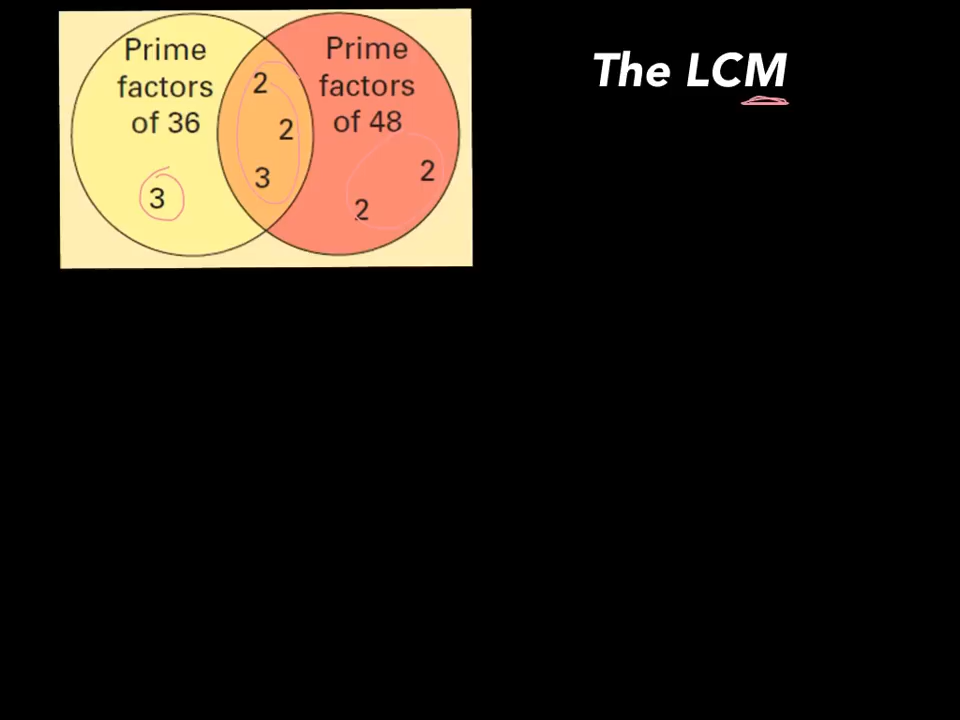 Prime
factors
of 36
3
2
2
3
Prime
factors
of 48
2
2
The LCM